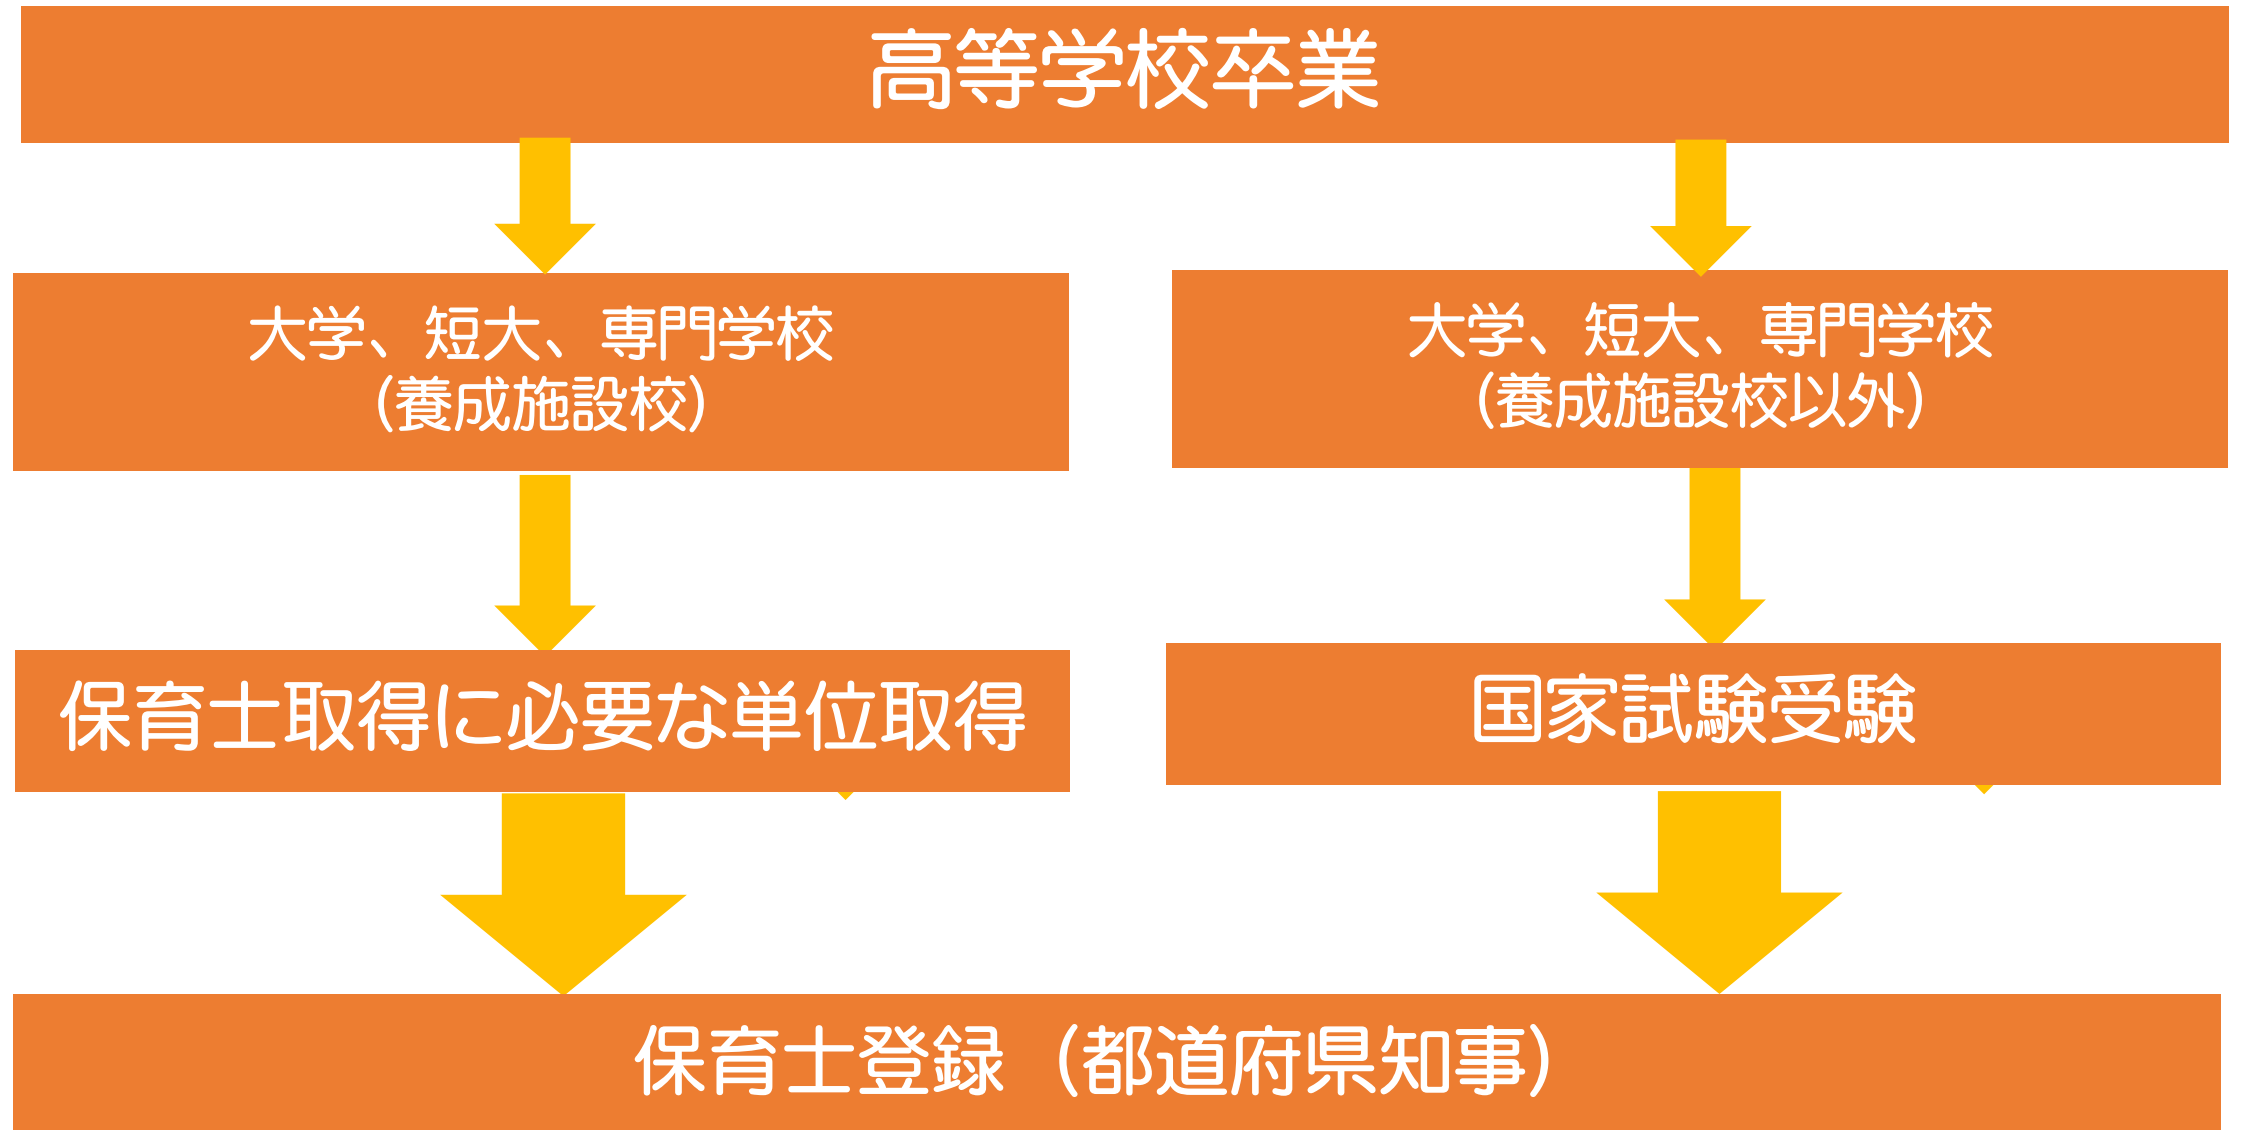 高等学校卒業
大学、短大、専門学校
（養成施設校）
大学、短大、専門学校
（養成施設校以外）
保育士取得に必要な単位取得
国家試験受験
保育士登録（都道府県知事）